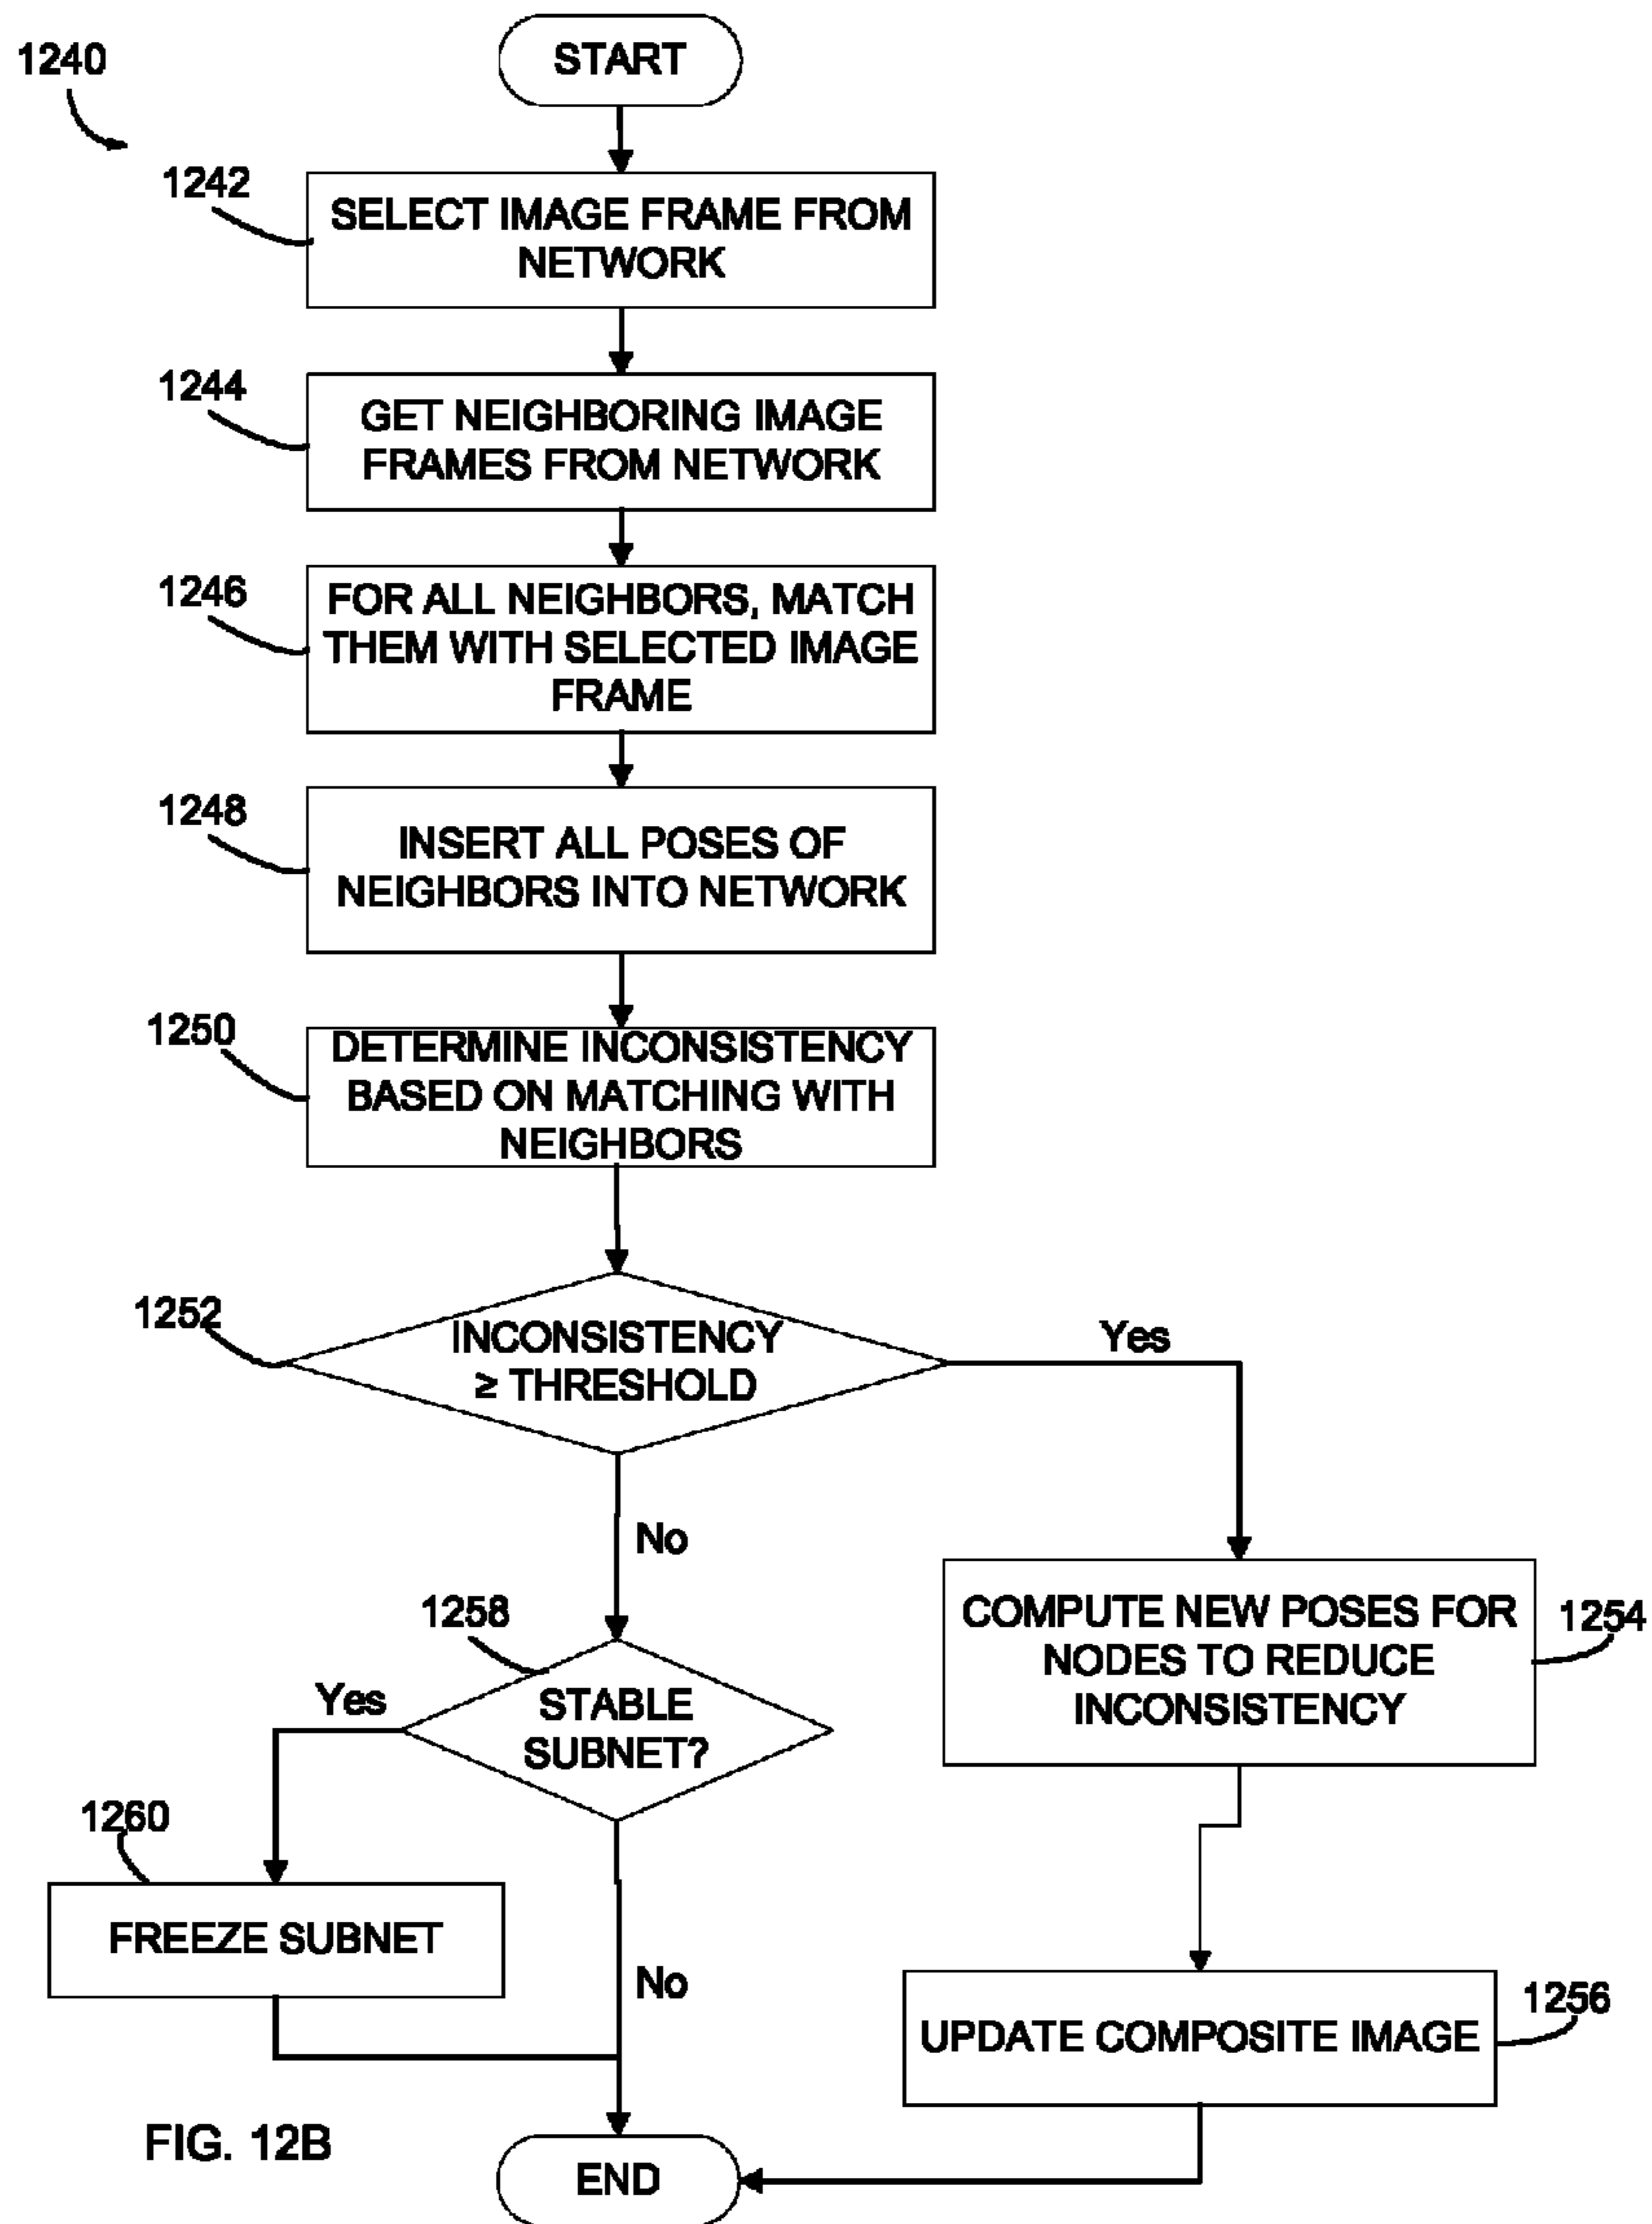 START
1240
1242
SELECT IMAGE FRAME FROM
NETWORK
1244
GET NEIGHBORING IMAGE
FRAMES FROM NETWORK
1246
FOR ALL NEIGHBORS, MATCH
THEM WITH SELECTED IMAGE
FRAME
1248
INSERT ALL POSES OF
NEIGHBORS INTO NETWORK
1250
DETERMINE INCONSISTENCY
BASED ON MATCHING WITH
NEIGHBORS
1252
INCONSISTENCY
≥ THRESHOLD
Yes
No
1258
STABLE
SUBNET?
Yes
COMPUTE NEW POSES FOR
NODES TO REDUCE
INCONSISTENCY
1254
1260
FREEZE SUBNET
No
1256
UPDATE COMPOSITE IMAGE
FIG. 12B
END